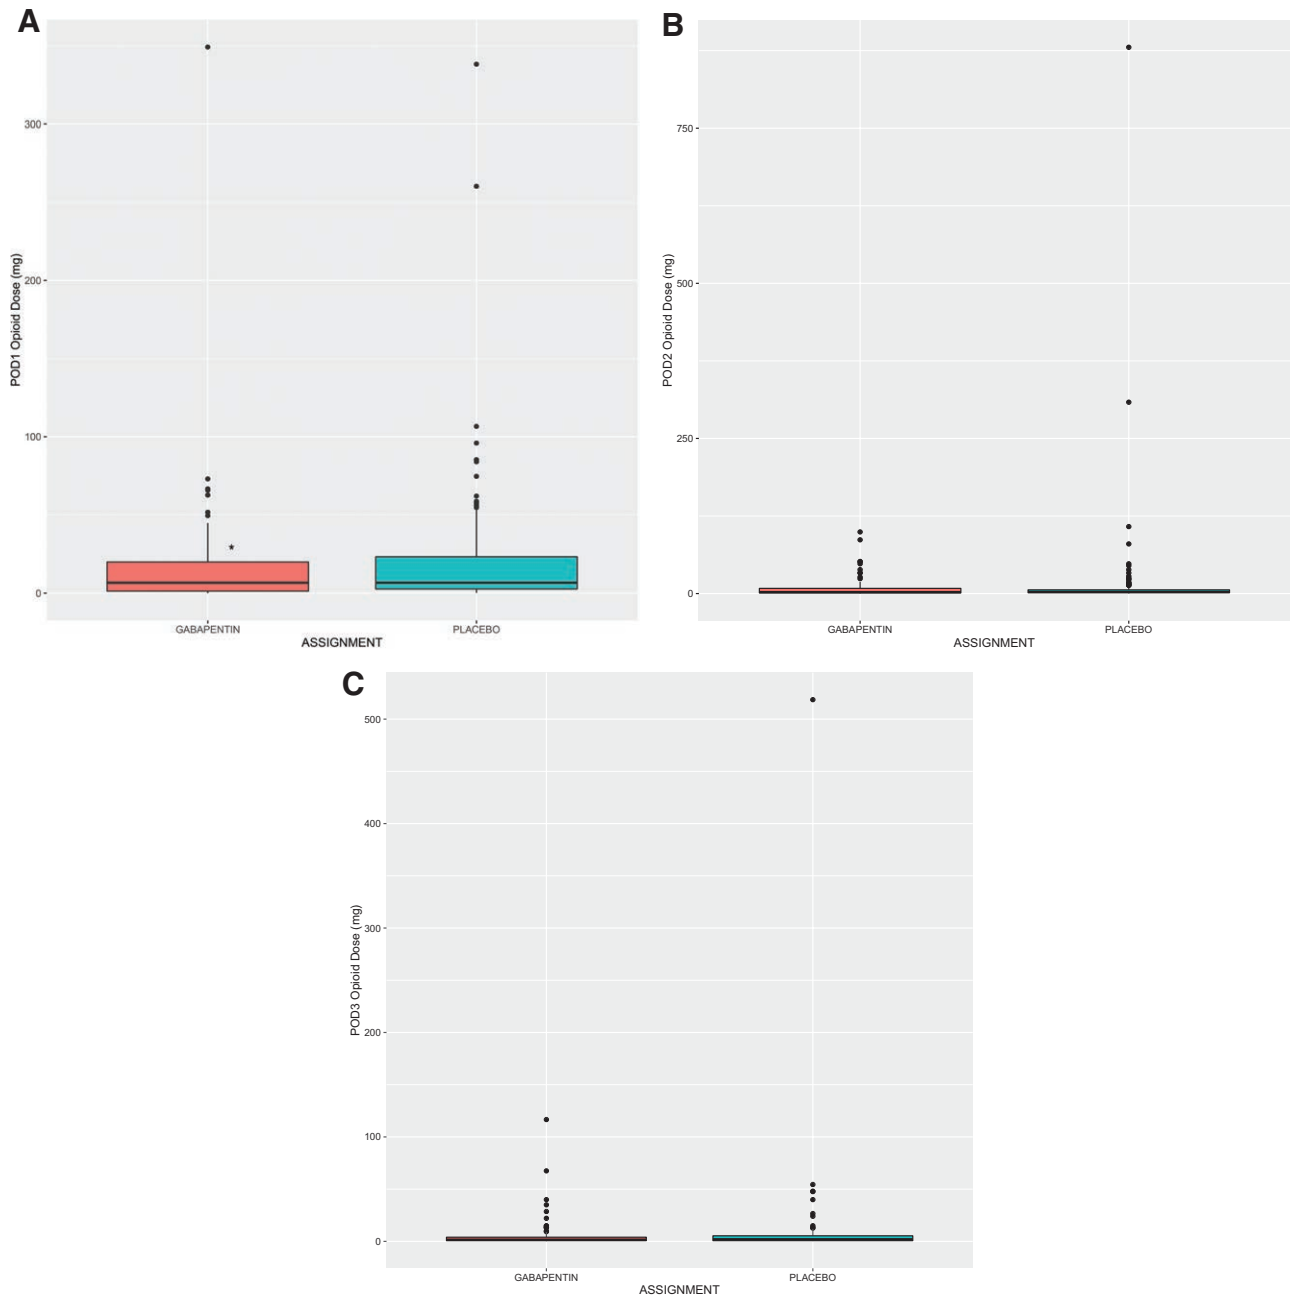 A
POD1 Opioid Dose (mg)
300
200
100
0
*
GABAPENTIN PLACEBO
ASSIGNMENT
B
POD2 Opioid Dose (mg)
750
500
250
0
GABAPENTIN PLACEBO
ASSIGNMENT
C
POD3 Opioid Dose (mg)
500
400
300
200
100
0
GABAPENTIN PLACEBO
ASSIGNMENT